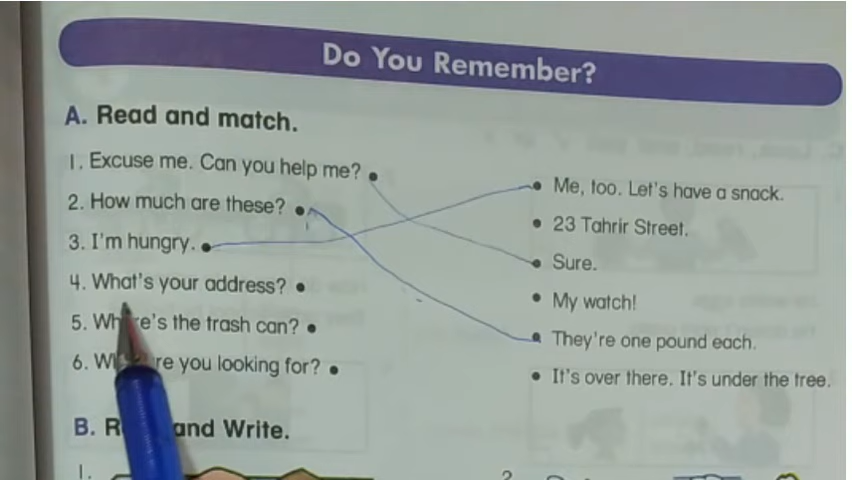 Do You Remember?
A. Read and match.
1. Excuse me. Can you help me?
2. How much are these?
3. I'm hungry.
4. What's your address?
5. Where's the trash can?
6. you looking for?
Me, too. Let's have a snack.
23 Tahrir Street.
Sure.
My watch!
They're one pound each.
It's over there. It's under the tree.
B. and Write.
1.
2.